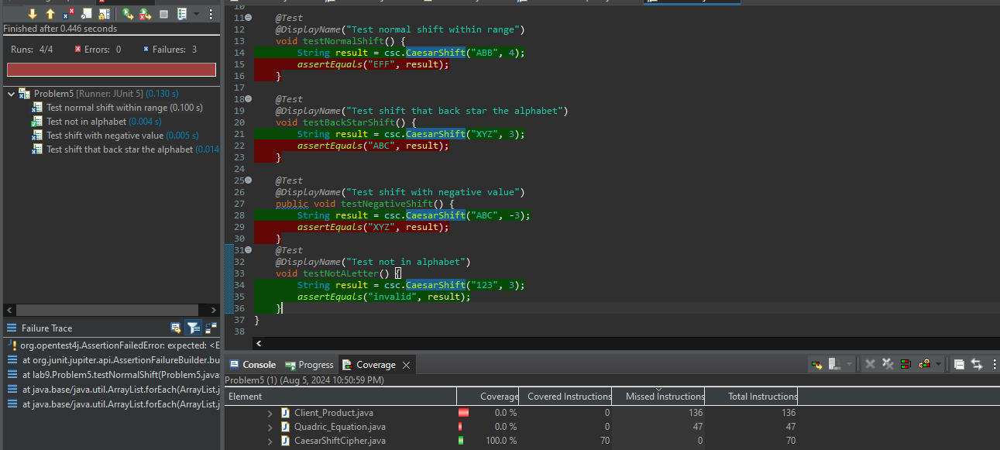 Finished after 0.446 seconds
Runs: 4/4 Errors: 0 Failures: 3
Problem5 [Runner: JUnit 5] (0.130 s)
Test normal shift within range (0.100 s)
Test not in alphabet (0.004 s)
Test shift with negative value (0.005 s)
Test shift that back star the alphabet (0.014
Failure Trace
org.opentest4j.AssertionFailedError: expected: <E
at org.junit.jupiter.api.AssertionFailureBuilder.bu
at lab9.Problem5.testNormalShift(Problem5.java
at java.base/java.util.ArrayList.forEach(ArrayList.j
at java.base/java.util.ArrayList.forEach(ArrayList.j
10
11 @Test
12 @DisplayName("Test normal shift within range")
13 void testNormalShift() {
14 String result = csc.CaesarShift("ABB", 4);
15 assertEquals("EFF", result);
16 }
17
18 @Test
19 @DisplayName("Test shift that back star the alphabet")
20 void testBackStarShift() {
21 String result = csc.CaesarShift("XYZ", 3);
22 assertEquals("ABC", result);
23 }
24
25 @Test
26 @DisplayName("Test shift with negative value")
27 public void testNegativeShift() {
28 String result = csc.CaesarShift("ABC", -3);
29 assertEquals("XYZ", result);
30 }
31 @Test
32 @DisplayName("Test not in alphabet")
33 void testNotALetter() {
34 String result = csc.CaesarShift("123", 3);
35 assertEquals("invalid", result);
36 }
37 }
38
Console Progress Coverage
Problem5 (1) (Aug 5, 2024 10:50:59 PM)
Element Coverage Covered Instructions Missed Instructions Total Instructions
Client_Product.java 0.0 % 0 136 136
Quadric_Equation.java 0.0 % 0 47 47
CaesarShiftCipher.java 100.0 % 70 0 70